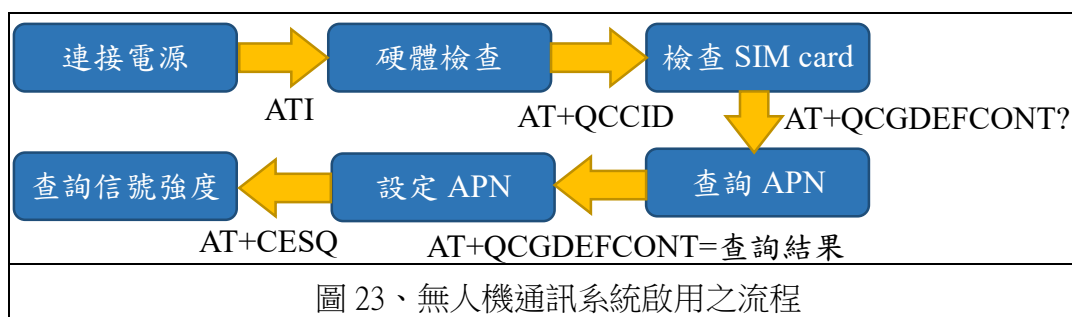 連接電源
硬體檢查
檢查 SIM card
ATI
AT+QCCID
AT+QCGDEFCONT?
查詢信號強度
設定 APN
查詢 APN
AT+CESQ
AT+QCGDEFCONT=查詢結果
圖 23、無人機通訊系統啟用之流程